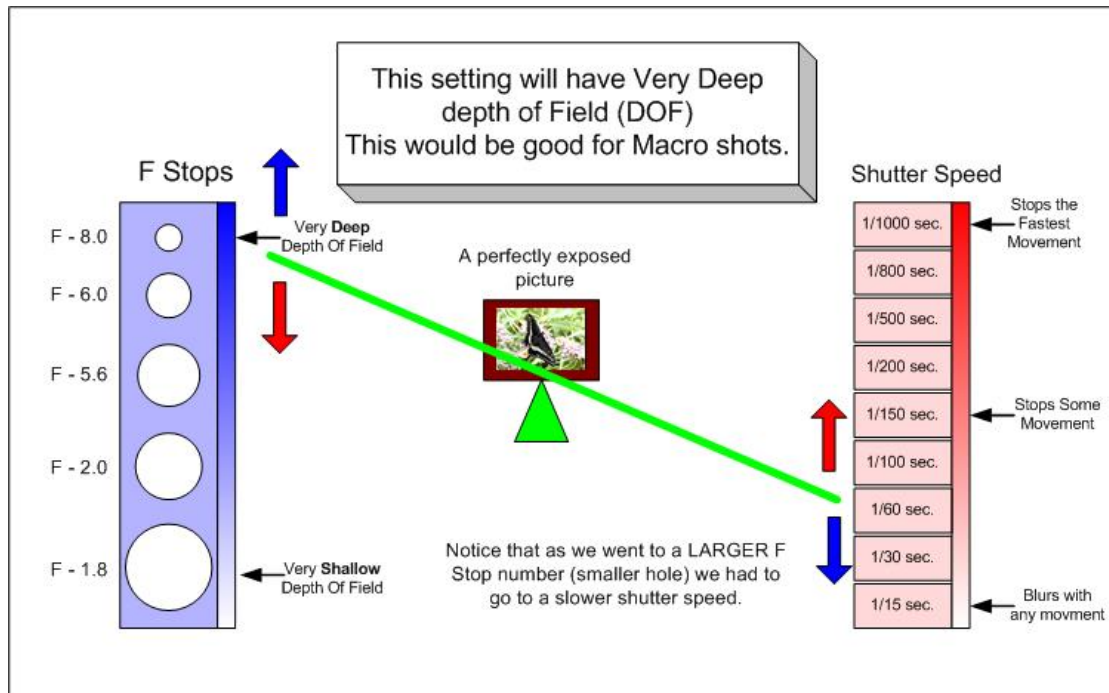 This setting will have Very Deep
depth of Field (DOF)
This would be good for Macro shots.
F Stops
F - 8.0
F - 6.0
F - 5.6
F - 2.0
F - 1.8
Very Deep
Depth Of Field
Very Shallow
Depth Of Field
A perfectly exposed
picture
Notice that as we went to a LARGER F
Stop number (smaller hole) we had to
go to a slower shutter speed.
Shutter Speed
1/1000 sec.
1/800 sec.
1/500 sec.
1/200 sec.
1/150 sec.
1/100 sec.
1/60 sec.
1/30 sec.
1/15 sec.
Stops the
Fastest
Movement
Stops Some
Movement
Blurs with
any movment